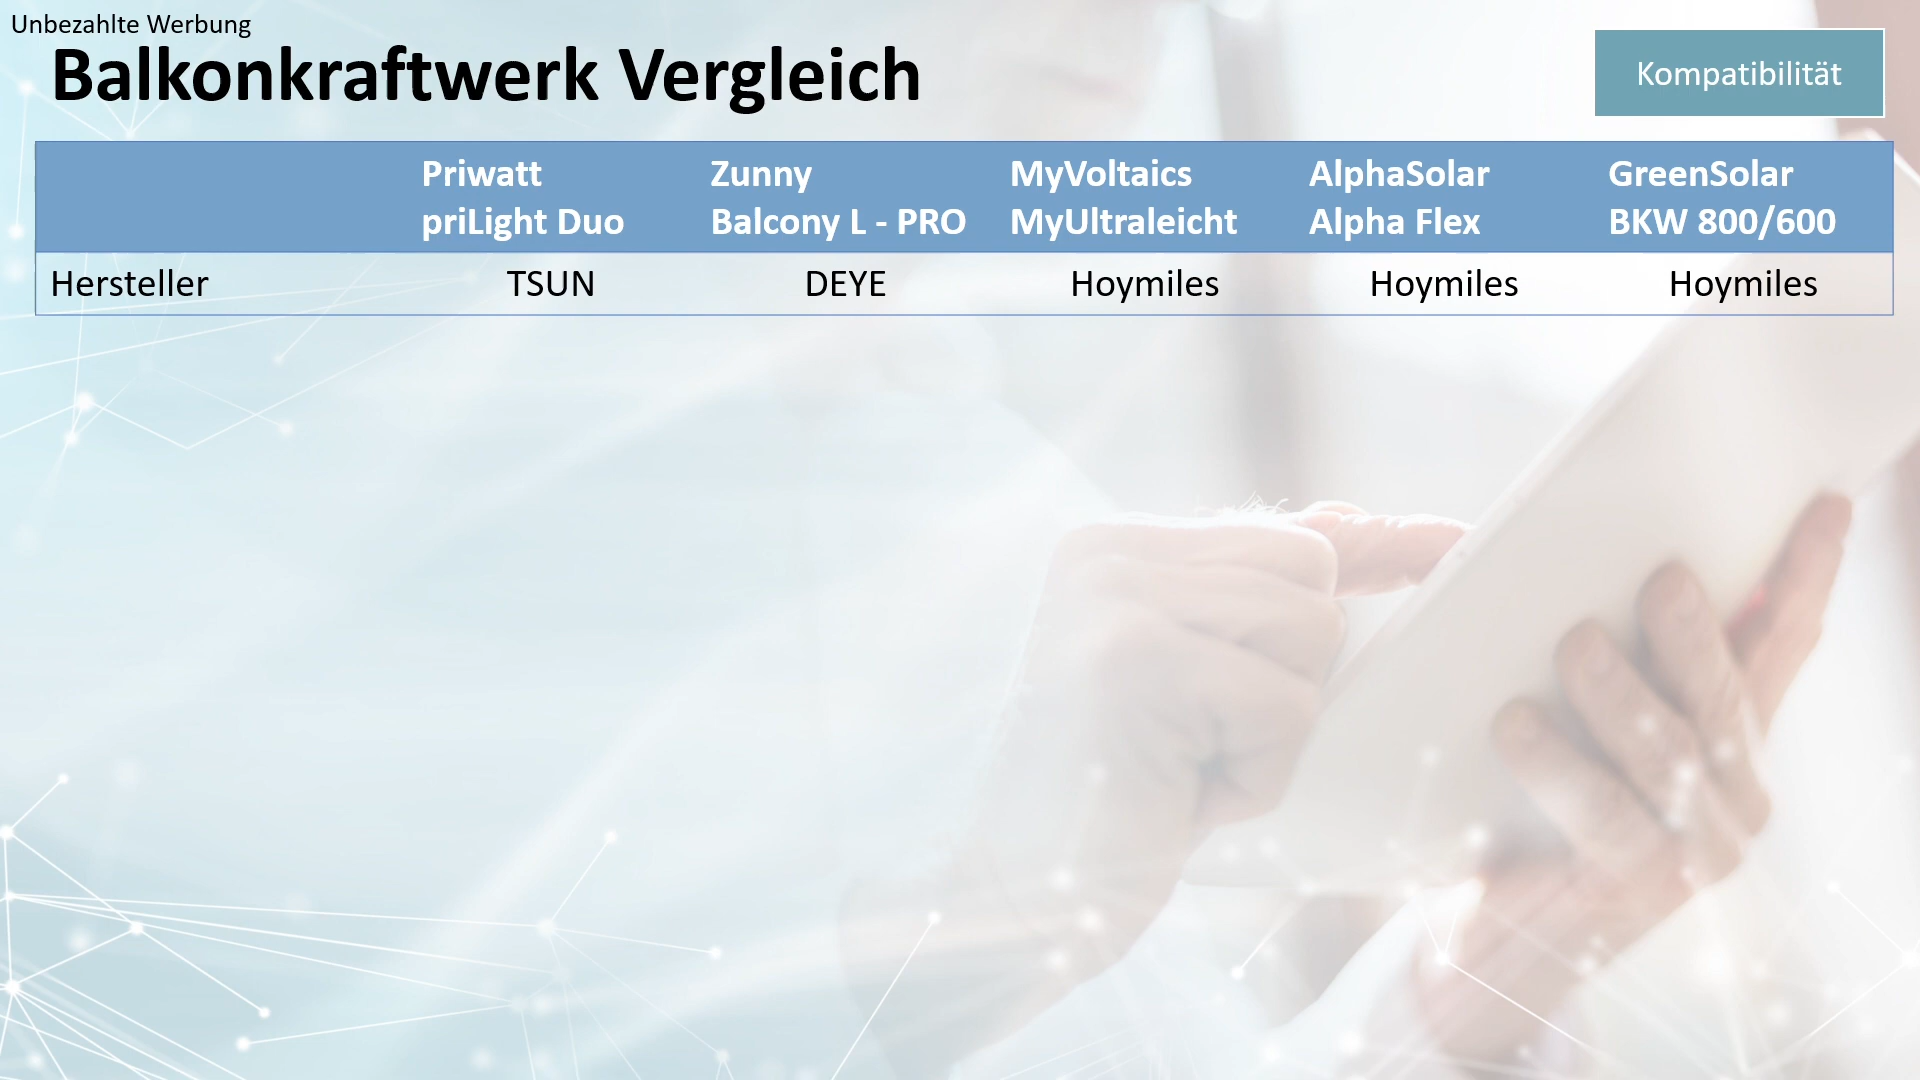 Unbezahlte Werbung
Balkonkraftwerk Vergleich
Kompatibilität
Priwatt Zunny MyVoltaics AlphaSolar GreenSolar
priLight Duo Balcony L - PRO MyUltraleicht Alpha Flex BKW 800/600
Hersteller TSUN DEYE Hoymiles Hoymiles Hoymiles